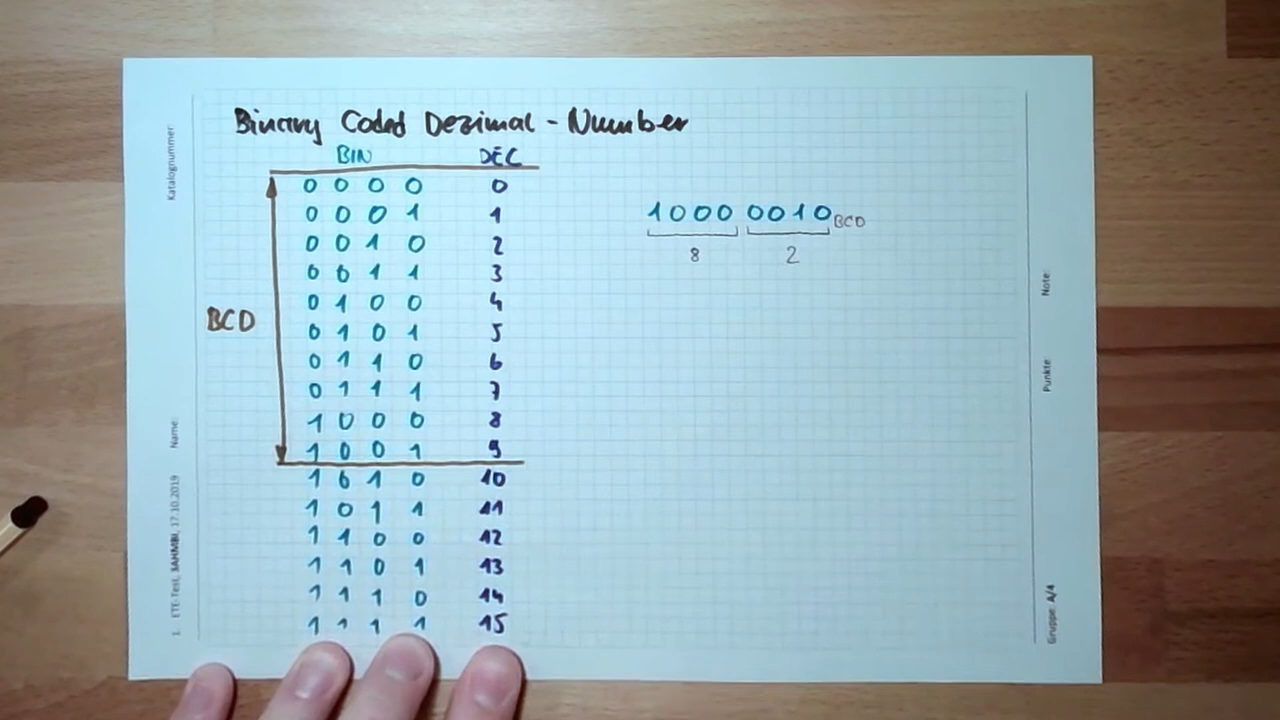 Binary Coded Dezimal - Number
BIN DEC
0 0 0 0 0
0 0 0 1 1
0 0 1 0 2
0 0 1 1 3
0 1 0 0 4
0 1 0 1 5
0 1 1 0 6
0 1 1 1 7
1 0 0 0 8
1 0 0 1 9
1 0 1 0 10
1 0 1 1 11
1 1 0 0 12
1 1 0 1 13
1 1 1 0 14
1 1 1 1 15
BCD
1000 0010 BCD
8 2
Katalognummer:
Name:
1. ETE-Test, 3AHMBI, 17.10.2019
Note:
Punkte:
Gruppe: A/4